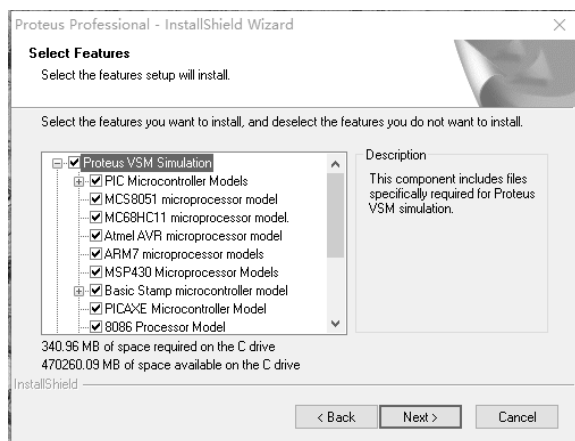 Proteus Professional - InstallShield Wizard
Select Features
Select the features setup will install.
Select the features you want to install, and deselect the features you do not want to install.
Proteus VSM Simulation
PIC Microcontroller Models
MCS8051 microprocessor model
MC68HC11 microprocessor model.
Atmel AVR microprocessor model
ARM7 microprocessor models
MSP430 Microprocessor Models
Basic Stamp microcontroller model
PICAXE Microcontroller Model
8086 Processor Model
Description
This component includes files
specifically required for Proteus
VSM simulation.
340.96 MB of space required on the C drive
470260.09 MB of space available on the C drive
InstallShield
< Back
Next >
Cancel